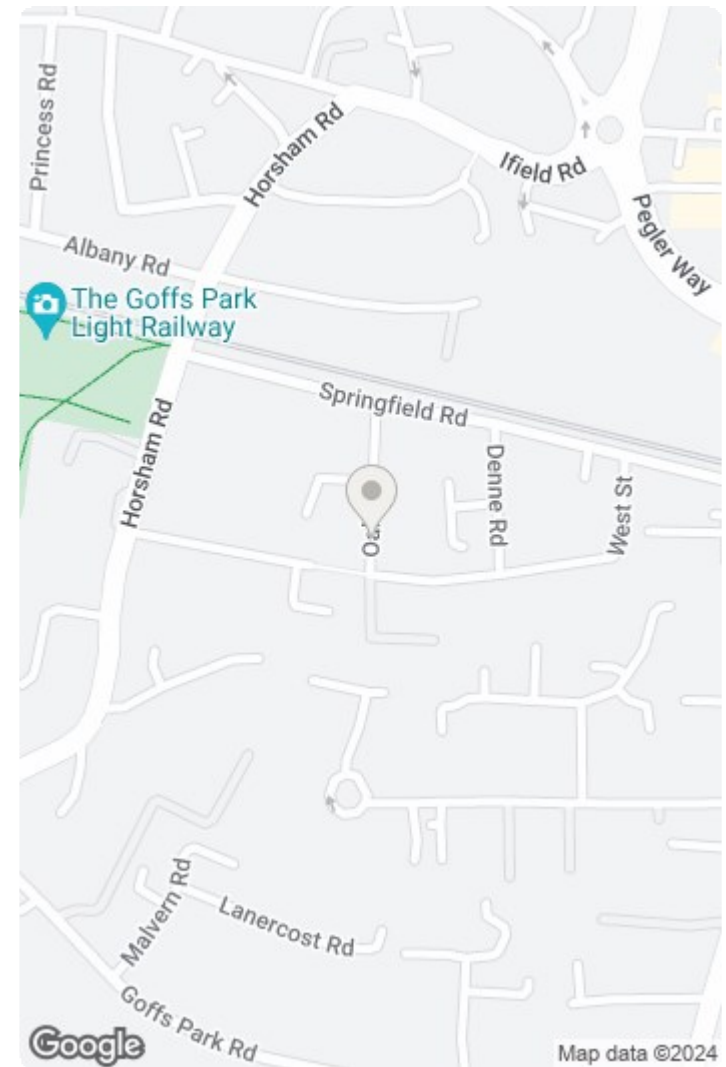 Princess Rd
Horsham Rd
Ifield Rd
Pegler Way
Albany Rd
The Goffs Park
Light Railway
Springfield Rd
Horsham Rd
Denne Rd
West St
Malvern Rd
Lanercost Rd
Goffs Park Rd
Google
Map data ©2024